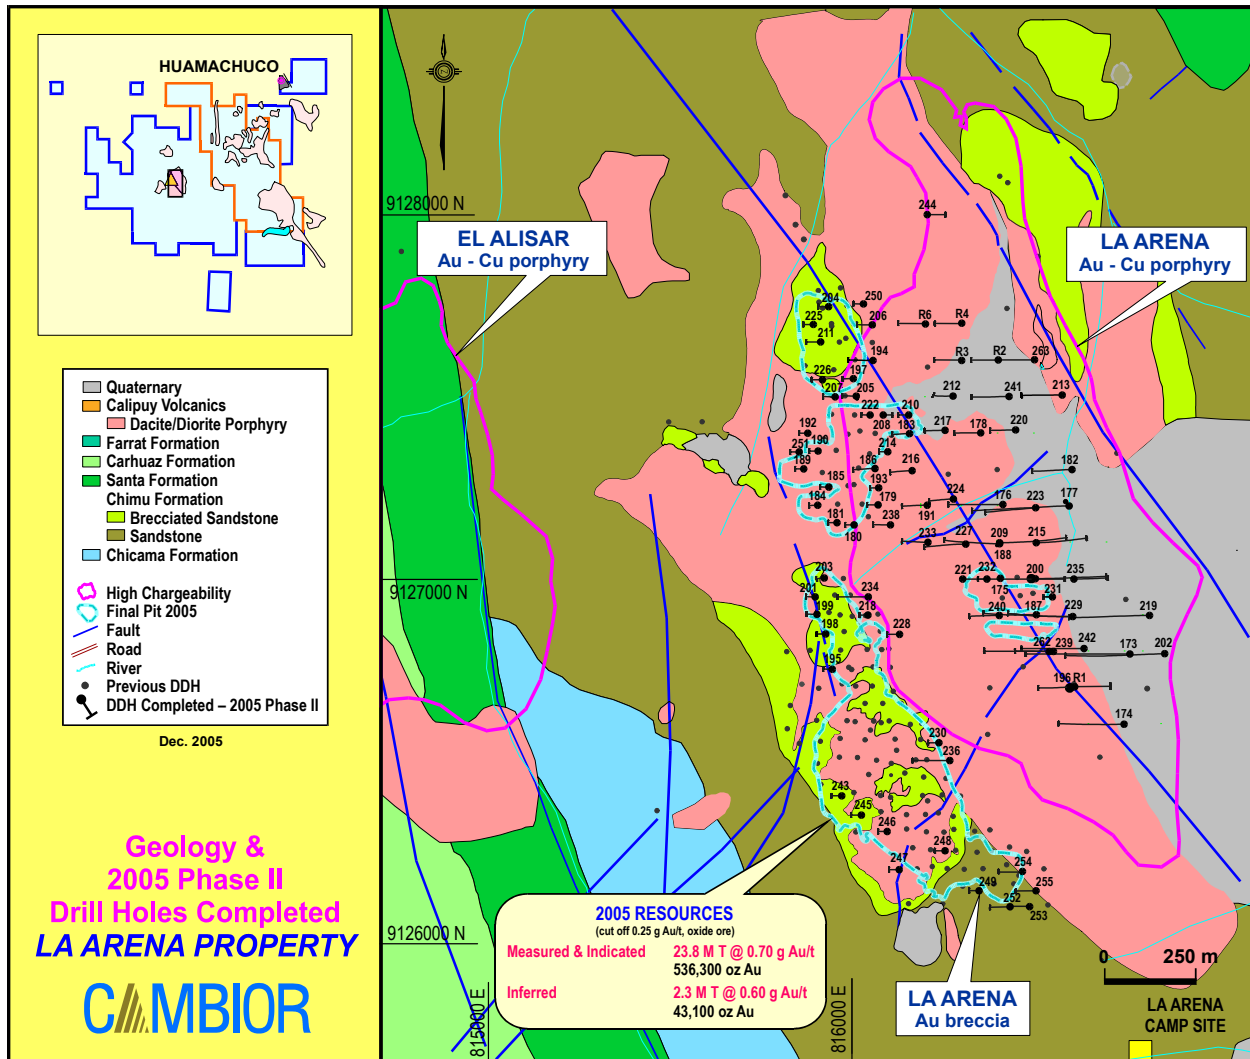 HUAMACHUCO
Quaternary
Calipuy Volcanics
Dacite/Diorite Porphyry
Farrat Formation
Carhuaz Formation
Santa Formation
Chimu Formation
Brecciated Sandstone
Sandstone
Chicama Formation
High Chargeability
Final Pit 2005
Fault
Road
River
Previous DDH
DDH Completed – 2005 Phase II
Dec. 2005
Geology &
2005 Phase II
Drill Holes Completed
LA ARENA PROPERTY
CAMBIOR
Z
9128000 N
EL ALISAR
Au - Cu porphyry
LA ARENA
Au - Cu porphyry
244
204
250
225
206
R6
R4
211
194
R3
R2
263
226
197
207
205
212
241
213
222
210
208
183
217
178
220
192
190
251
214
189
186
216
182
185
193
184
179
191
224
176
223
177
181
180
238
233
227
209
188
215
9127000 N
203
221
232
200
235
201
234
175
231
199
218
240
187
229
219
198
228
195
262
239
242
173
202
196
R1
174
230
236
243
245
246
248
247
254
249
255
252
253
2005 RESOURCES
(cut off 0.25 g Au/t, oxide ore)
Measured & Indicated 23.8 M T @ 0.70 g Au/t
536,300 oz Au
Inferred 2.3 M T @ 0.60 g Au/t
43,100 oz Au
9126000 N
815000 E
816000 E
LA ARENA
Au breccia
0 250 m
LA ARENA
CAMP SITE